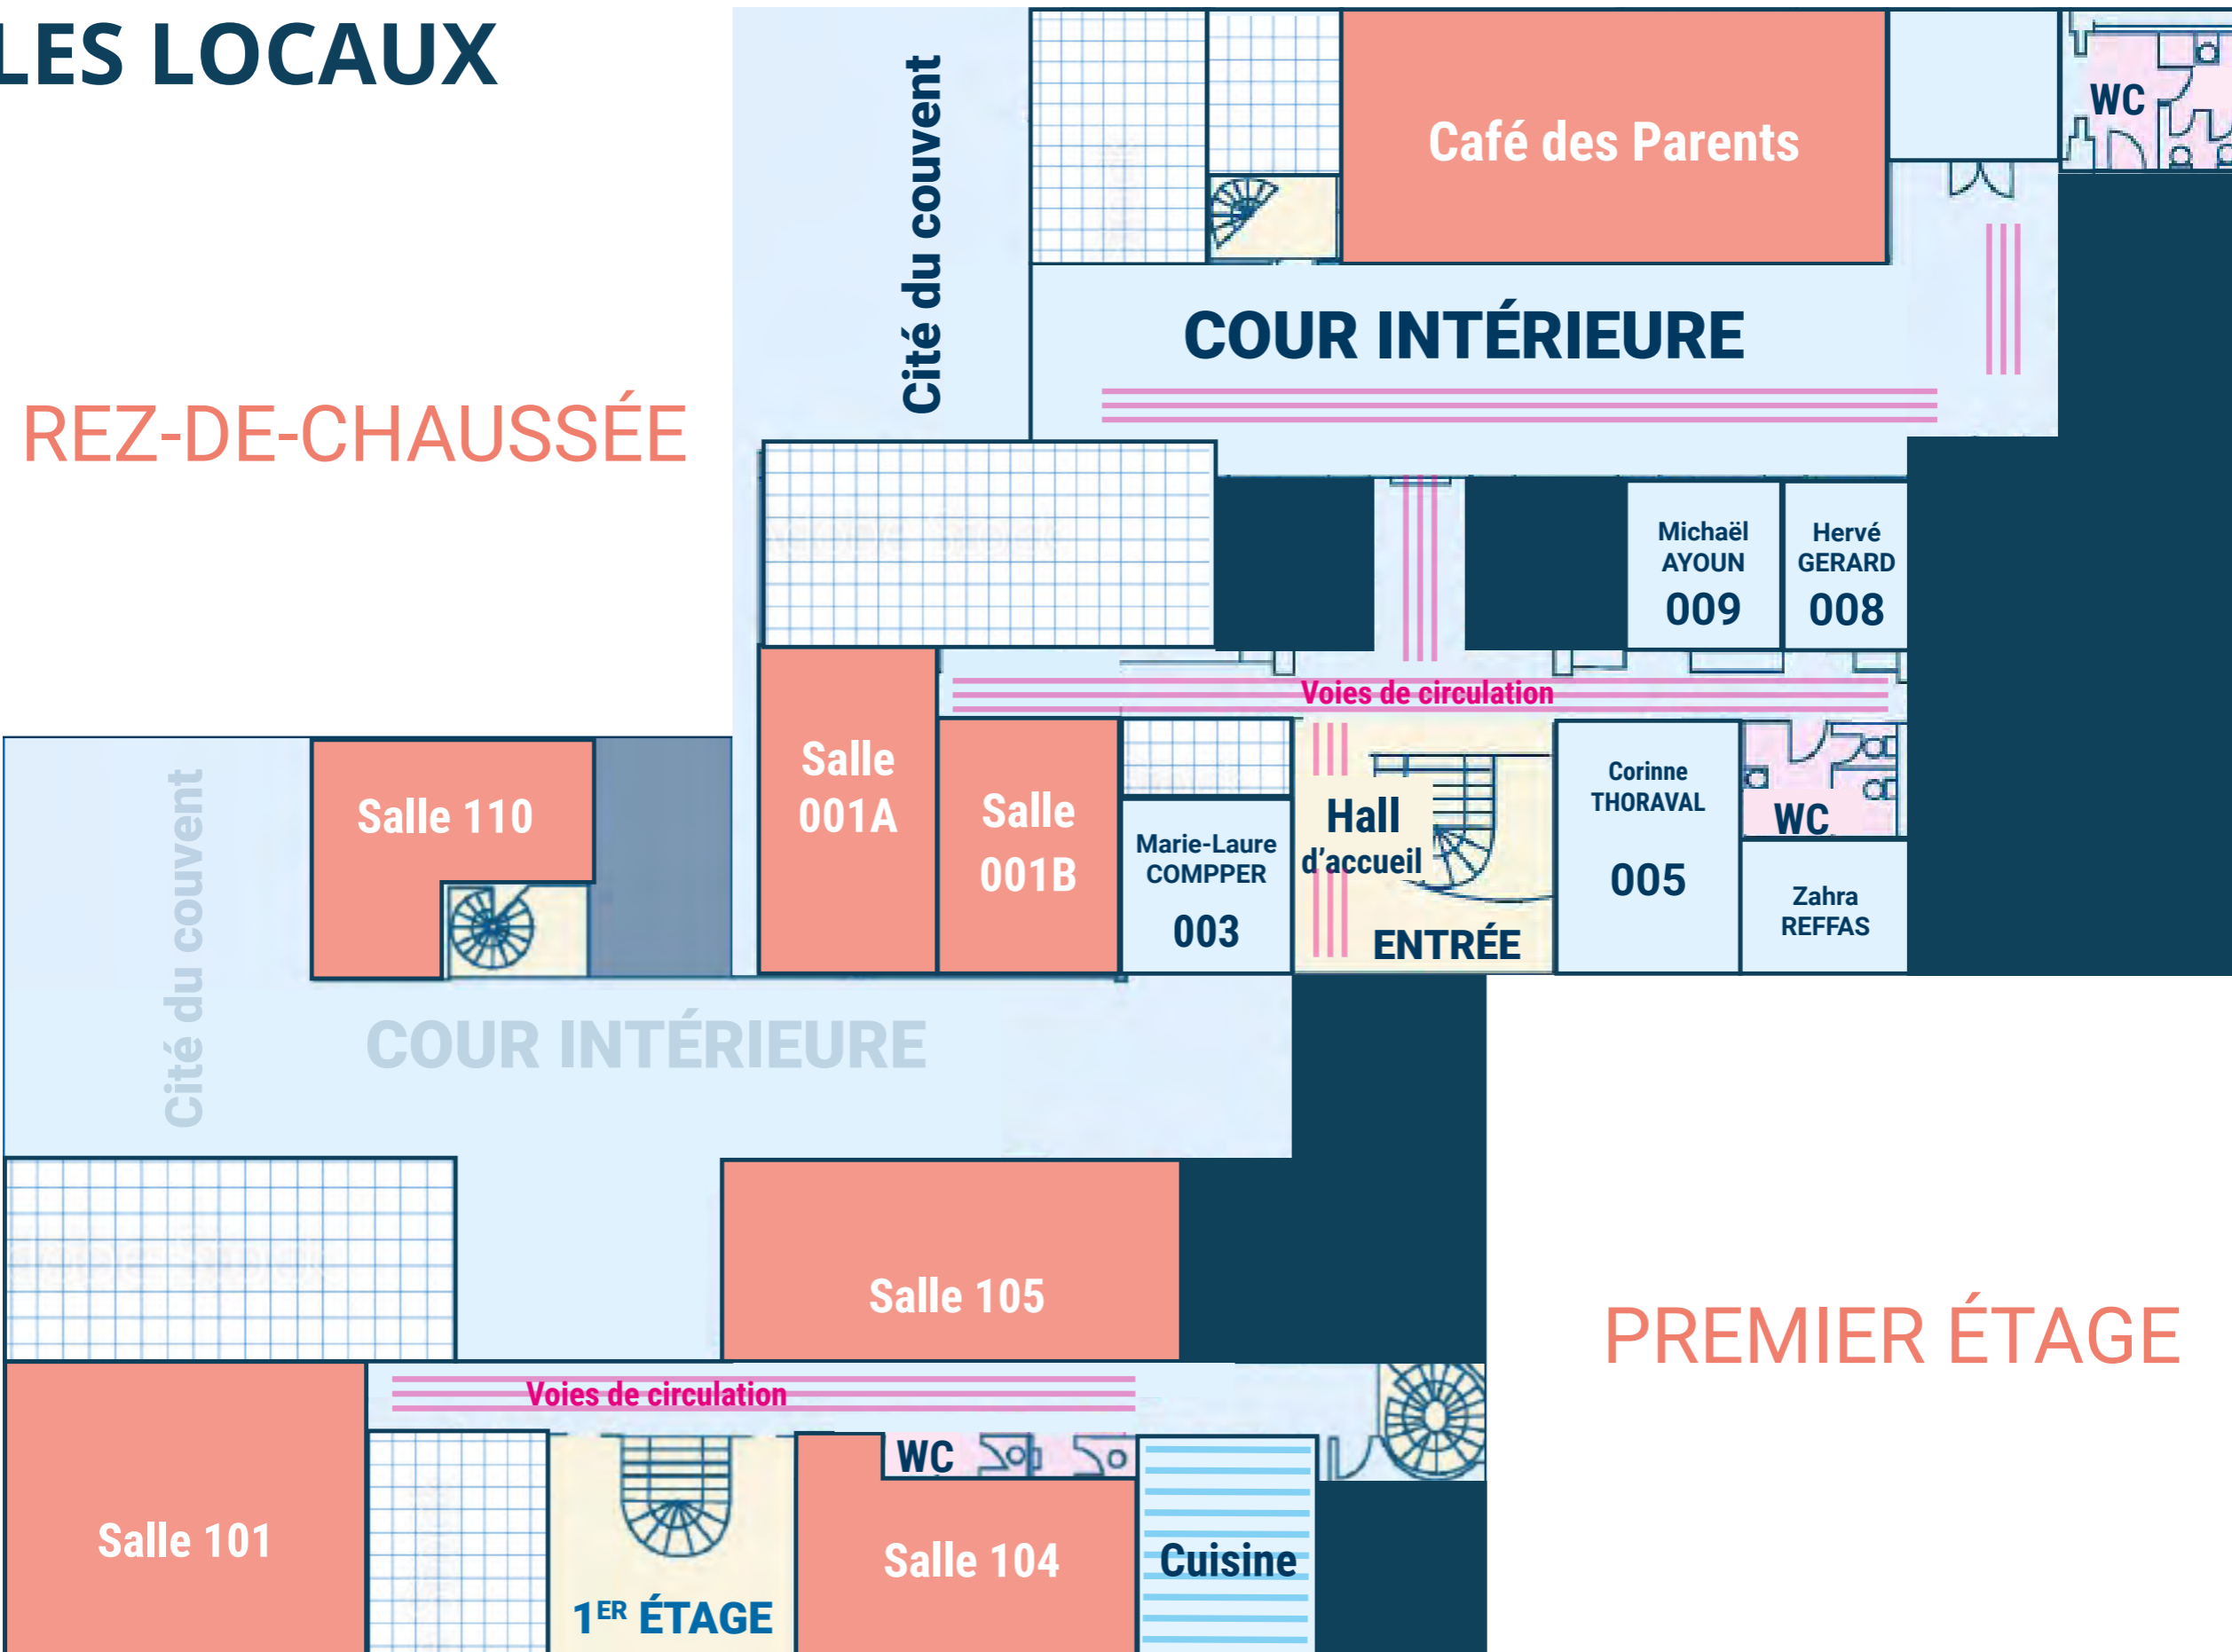 LES LOCAUX
Cité du couvent
Café des Parents
WC
COUR INTÉRIEURE
REZ-DE-CHAUSSÉE
Michaël
AYOUN
009
Hervé
GERARD
008
Voies de circulation
Salle
001A
Salle
001B
Marie-Laure
COMPPER
003
Hall
d’accueil
ENTRÉE
Corinne
THORAVAL
005
WC
Zahra
REFFAS
Cité du couvent
Salle 110
COUR INTÉRIEURE
Salle 105
PREMIER ÉTAGE
Voies de circulation
Salle 101
1ER ÉTAGE
WC
Salle 104
Cuisine